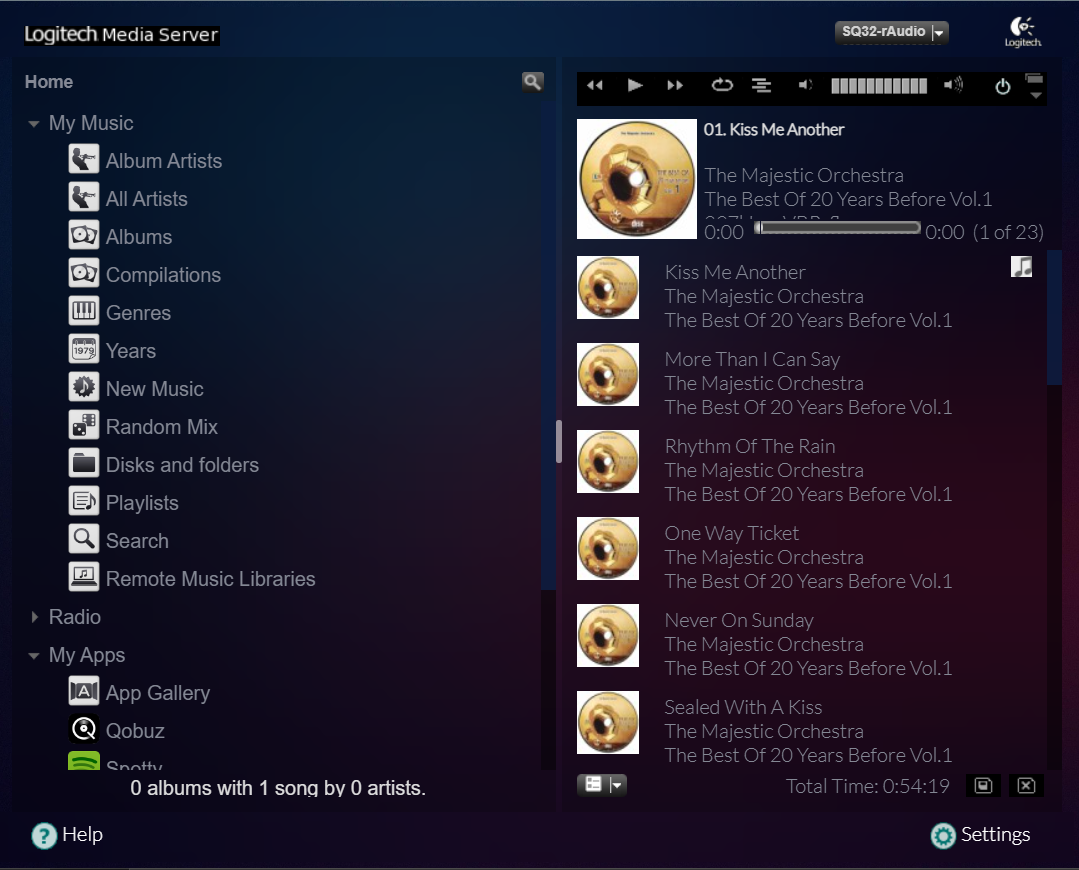 Logitech Media Server
SQ32-rAudio
Logitech
Home
My Music
Album Artists
All Artists
Albums
Compilations
Genres
1979
Years
New Music
Random Mix
Disks and folders
Playlists
Search
Remote Music Libraries
Radio
My Apps
A
App Gallery
Qobuz
Spotty
0 albums with 1 song by 0 artists.
? Help
01. Kiss Me Another
The Majestic Orchestra
The Best Of 20 Years Before Vol.1
0:00
0:00 (1 of 23)
Kiss Me Another
The Majestic Orchestra
The Best Of 20 Years Before Vol.1
More Than I Can Say
The Majestic Orchestra
The Best Of 20 Years Before Vol.1
Rhythm Of The Rain
The Majestic Orchestra
The Best Of 20 Years Before Vol.1
One Way Ticket
The Majestic Orchestra
The Best Of 20 Years Before Vol.1
Never On Sunday
The Majestic Orchestra
The Best Of 20 Years Before Vol.1
Sealed With A Kiss
The Majestic Orchestra
The Best Of 20 Years Before Vol.1
Total Time: 0:54:19
Settings